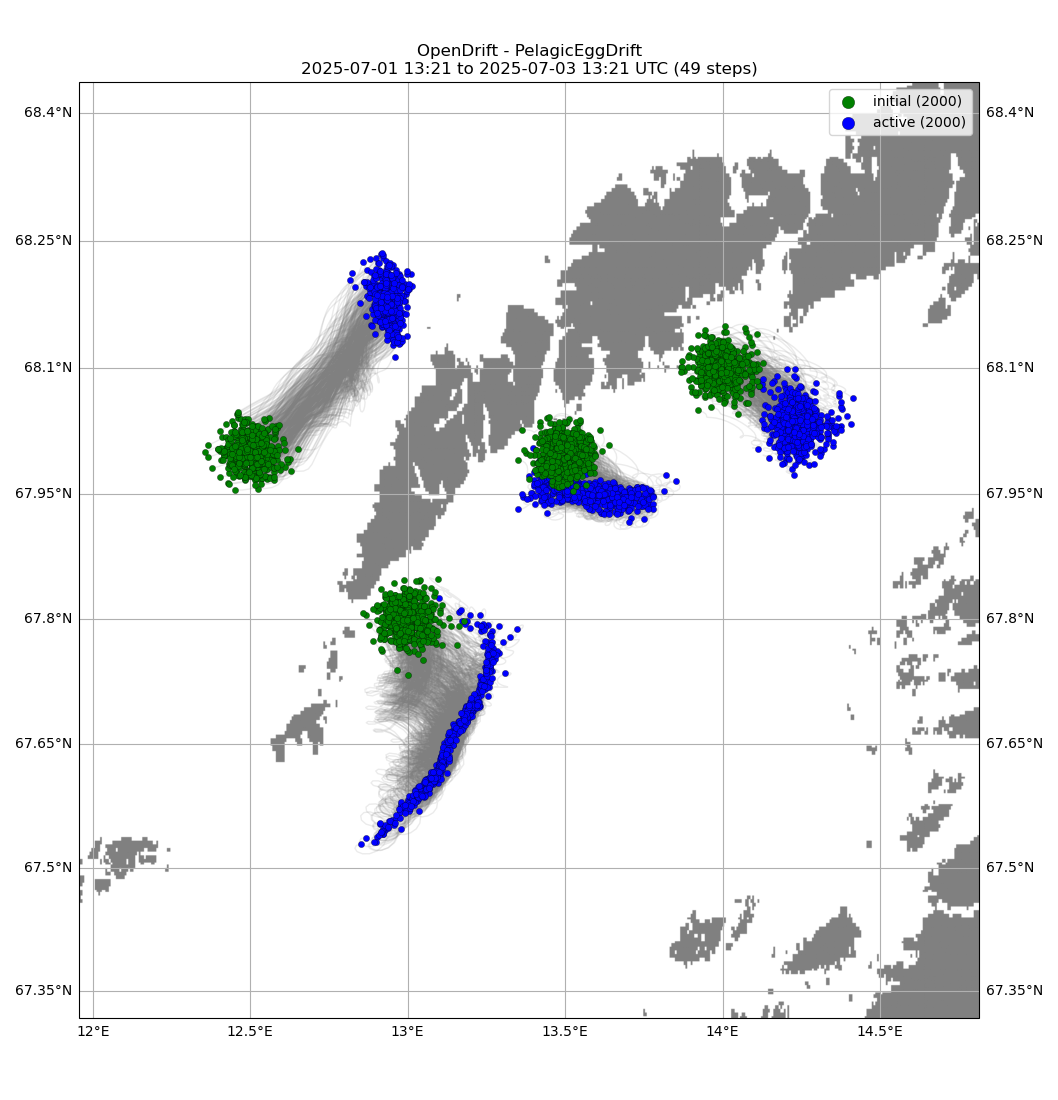 OpenDrift - PelagicEggDrift
2025-07-01 13:21 to 2025-07-03 13:21 UTC (49 steps)
initial (2000)
active (2000)
68.4°N 68.4°N
68.25°N 68.25°N
68.1°N 68.1°N
67.95°N 67.95°N
67.8°N 67.8°N
67.65°N 67.65°N
67.5°N 67.5°N
67.35°N 67.35°N
12°E 12.5°E 13°E 13.5°E 14°E 14.5°E